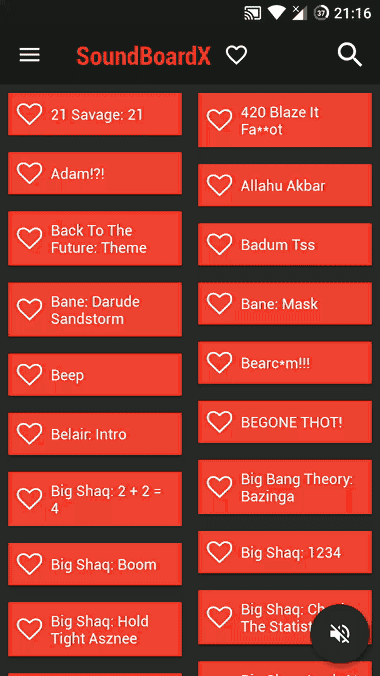 37
21:16
SoundBoardX
21 Savage: 21
420 Blaze It
Fa**ot
Adam!?!
Allahu Akbar
Back To The
Future: Theme
Badum Tss
Bane: Darude
Sandstorm
Bane: Mask
Beep
Bearc*m!!!
Belair: Intro
BEGONE THOT!
Big Shaq: 2 + 2 =
4
Big Bang Theory:
Bazinga
Big Shaq: Boom
Big Shaq: 1234
Big Shaq: Hold
Tight Asznee
Big Shaq:
The Statist